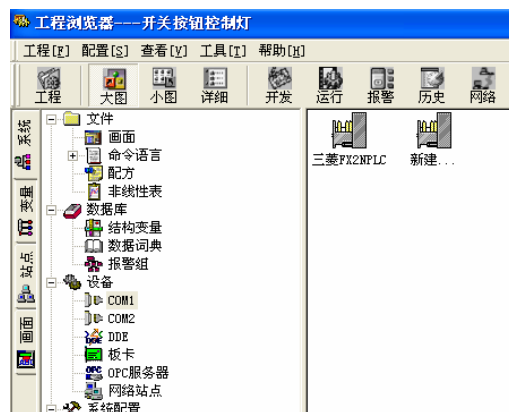 工程浏览器---开关按钮控制灯
工程[F] 配置[S] 查看[V] 工具[T] 帮助[H]
工程 大图 小图 详细 开发 运行 报警 历史 网络
系统
变量
站点
画面
文件
画面
命令语言
配方
非线性表
数据库
结构变量
数据词典
报警组
设备
COM1
COM2
DDE
板卡
OPC服务器
网络站点
系统配置
三菱FX2NPLC 新建...